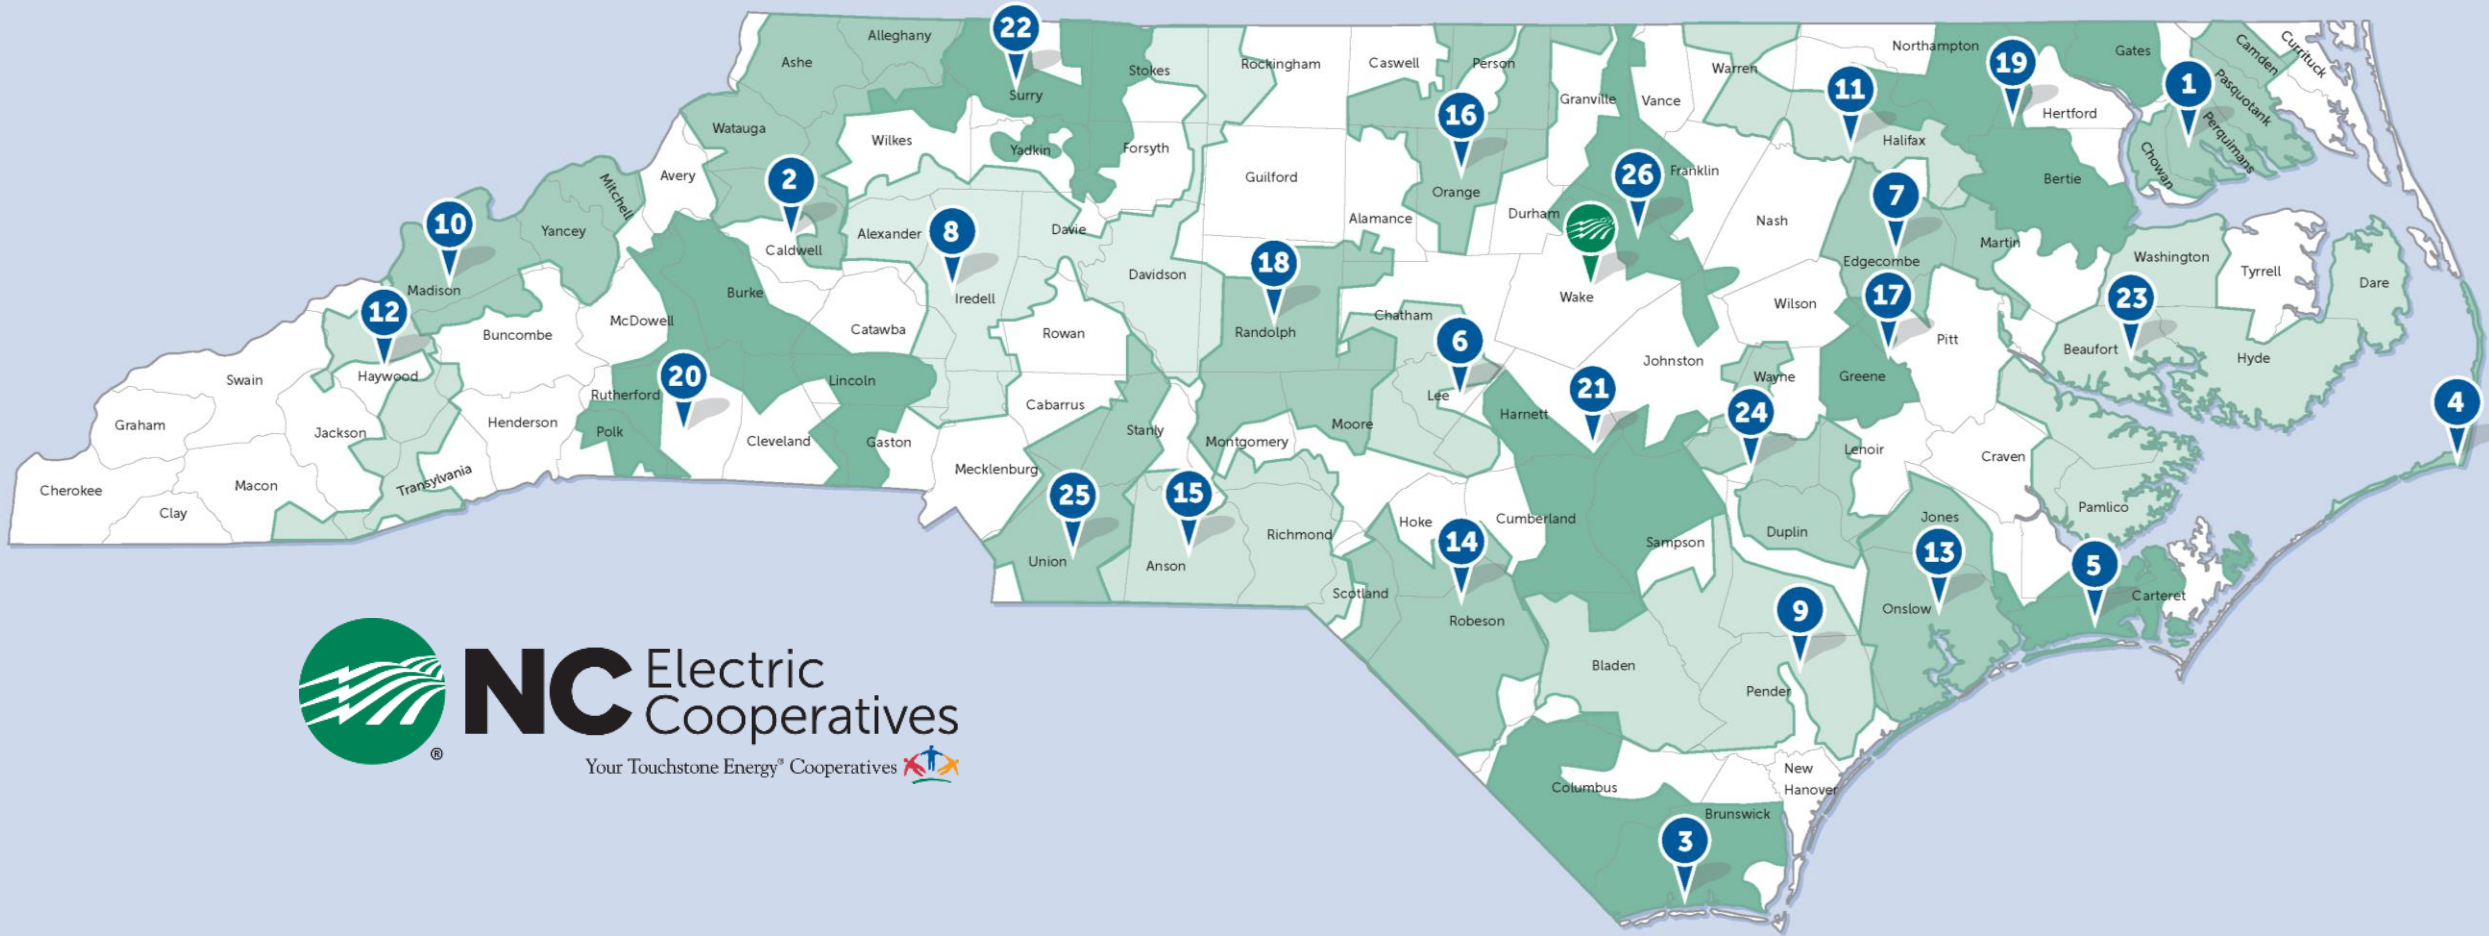 22
Alleghany
Ashe
Stokes
Surry
Rockingham
Caswell
Person
Warren
Northampton
19
Gates
Camden
Currituck
Pasquotank
Perquimans
Chowan
1
11
Granville
Vance
Hertford
16
Watauga
Wilkes
Yadkin
Forsyth
Halifax
Mitchell
Avery
2
Guilford
26
Franklin
Bertie
Orange
7
10
Yancey
Alexander
8
Davie
Alamance
Durham
Nash
Caldwell
Martin
Madison
Davidson
18
Edgecombe
Washington
Tyrrell
Dare
12
Burke
Iredell
Wake
Wilson
17
23
McDowell
Buncombe
Catawba
Rowan
Randolph
Chatham
6
Pitt
Beaufort
Hyde
Swain
Haywood
20
Lincoln
Johnston
Wayne
Greene
Rutherford
Lee
21
24
4
Graham
Jackson
Henderson
Polk
Cleveland
Gaston
Cabarrus
Stanly
Montgomery
Moore
Harnett
Lenoir
Craven
Cherokee
Macon
Clay
Transylvania
Mecklenburg
25
15
Hoke
14
Cumberland
Sampson
Duplin
Jones
Pamlico
Union
Anson
Richmond
Scotland
13
5
Robeson
9
Onslow
Carteret
Bladen
Pender
New
Hanover
Columbus
Brunswick
3
NC Electric
Cooperatives
®
Your Touchstone Energy® Cooperatives